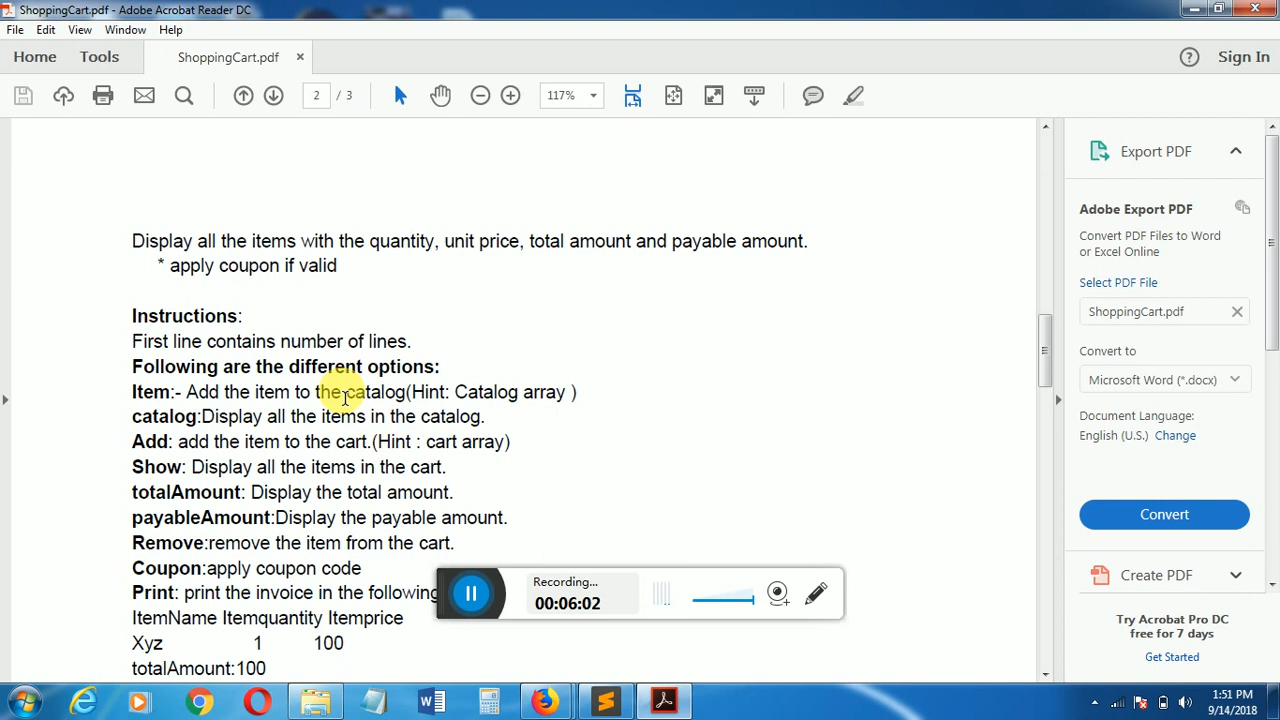 ShoppingCart.pdf - Adobe Acrobat Reader DC
File Edit View Window Help
Home Tools ShoppingCart.pdf × ? Sign In
2 / 3 117%
Display all the items with the quantity, unit price, total amount and payable amount.
* apply coupon if valid
Instructions:
First line contains number of lines.
Following are the different options:
Item:- Add the item to the catalog(Hint: Catalog array )
catalog:Display all the items in the catalog.
Add: add the item to the cart.(Hint : cart array)
Show: Display all the items in the cart.
totalAmount: Display the total amount.
payableAmount:Display the payable amount.
Remove:remove the item from the cart.
Coupon:apply coupon code
Print: print the invoice in the following
ItemName Itemquantity Itemprice
Xyz 1 100
totalAmount:100
Recording...
00:06:02
Export PDF
Adobe Export PDF
Convert PDF Files to Word
or Excel Online
Select PDF File
ShoppingCart.pdf ×
Convert to
Microsoft Word (*.docx)
Document Language:
English (U.S.) Change
Convert
Create PDF
Try Acrobat Pro DC
free for 7 days
Get Started
1:51 PM
9/14/2018